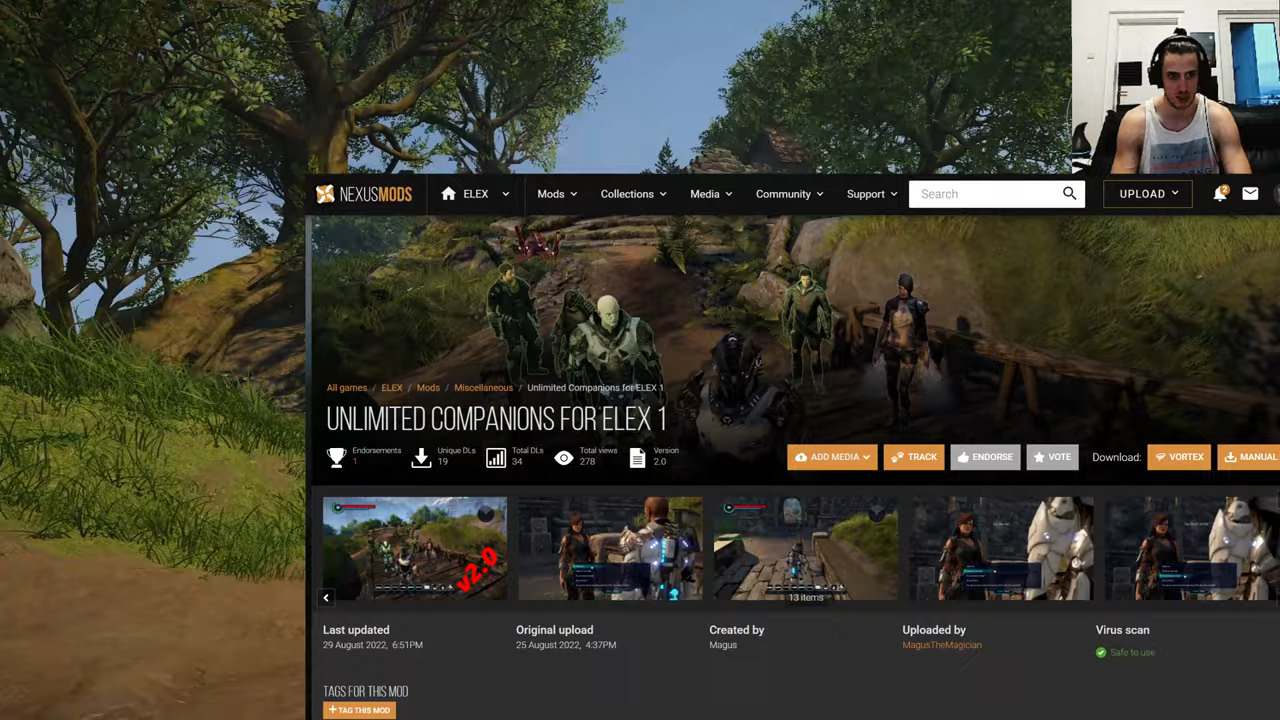 NEXUSMODS ELEX Mods Collections Media Community Support Search UPLOAD 2
All games / ELEX / Mods / Miscellaneous / Unlimited Companions for ELEX 1
UNLIMITED COMPANIONS FOR ELEX 1
Endorsements 1 Unique DLs 19 Total DLs 34 Total views 278 Version 2.0 ADD MEDIA TRACK ENDORSE VOTE Download: VORTEX MANUAL
v2.0
13 items
Last updated Original upload Created by Uploaded by Virus scan
29 August 2022, 6:51PM 25 August 2022, 4:37PM Magus MagusTheMagician Safe to use
TAGS FOR THIS MOD
+ TAG THIS MOD